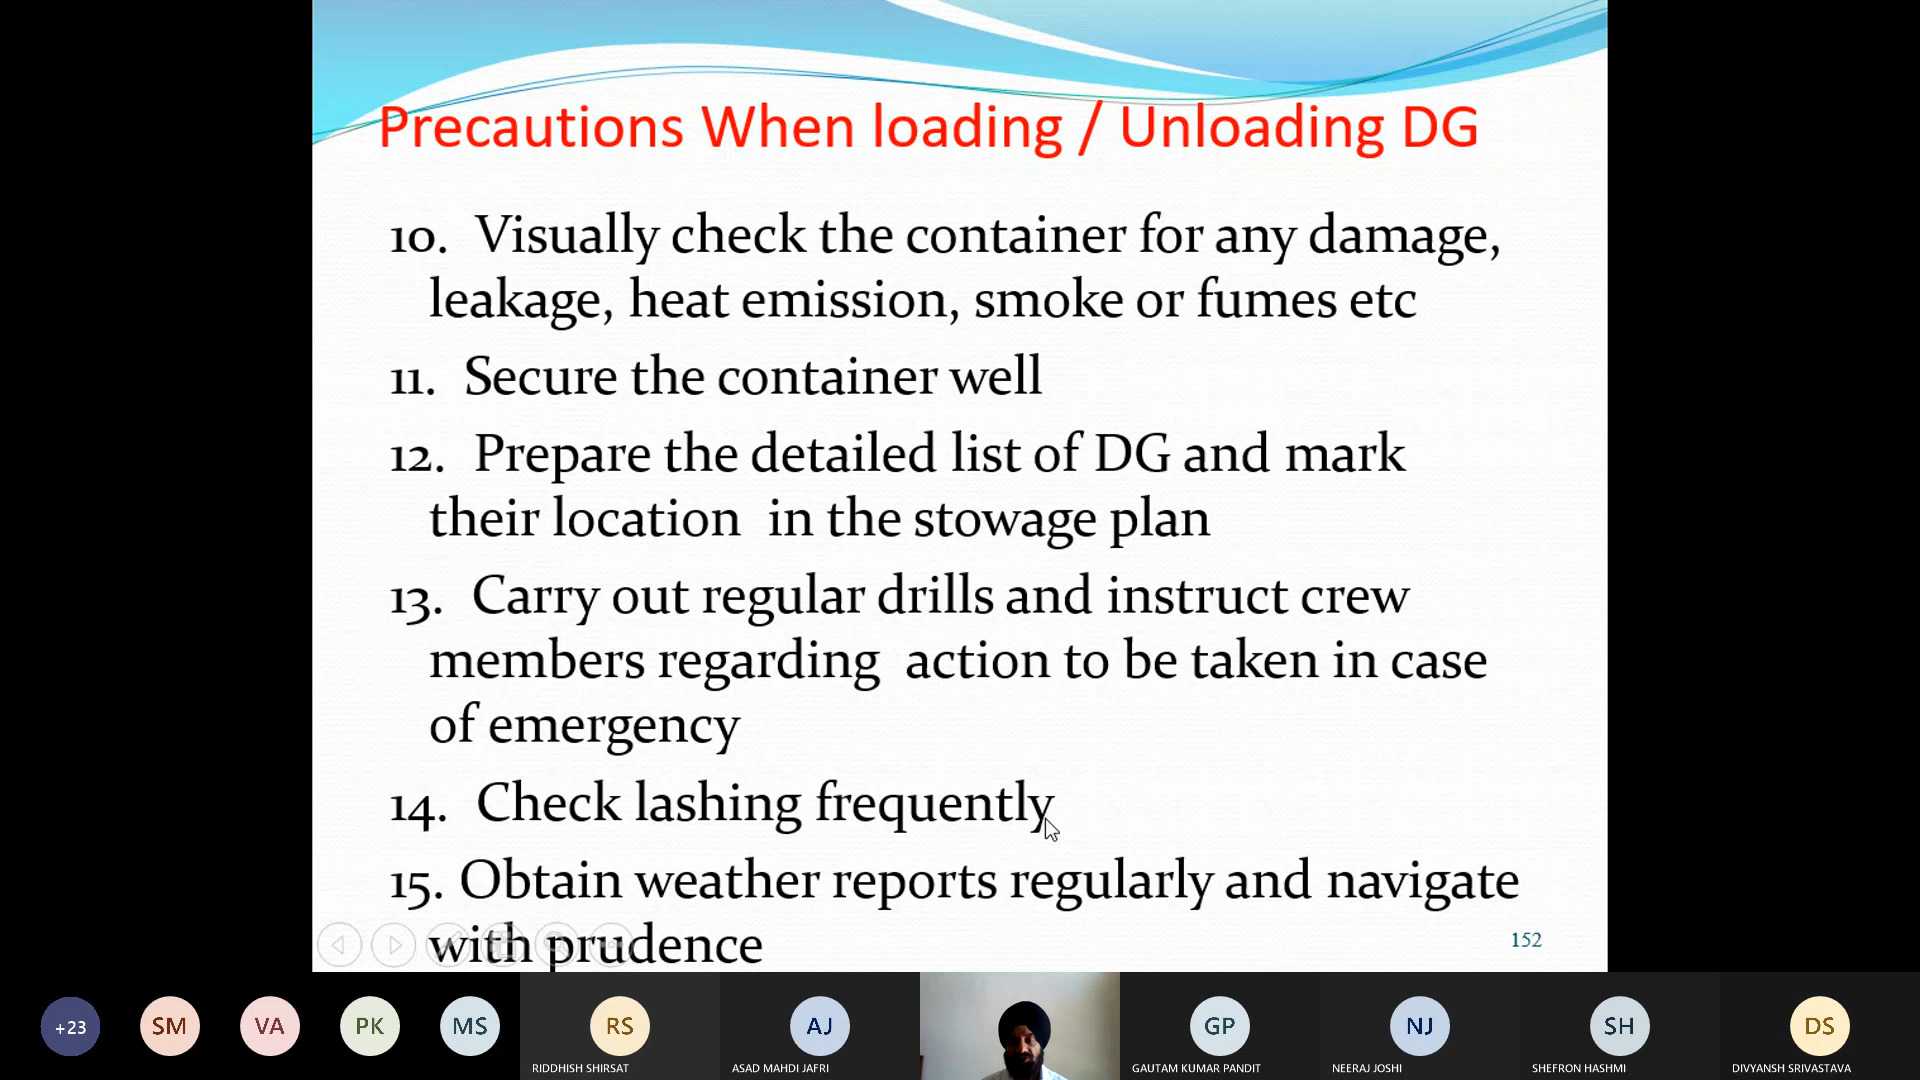 Precautions When loading / Unloading DG
10. Visually check the container for any damage,
leakage, heat emission, smoke or fumes etc
11. Secure the container well
12. Prepare the detailed list of DG and mark
their location in the stowage plan
13. Carry out regular drills and instruct crew
members regarding action to be taken in case
of emergency
14. Check lashing frequently
15. Obtain weather reports regularly and navigate
with prudence
152
+23
SM
VA
PK
MS
RS
AJ
GP
NJ
SH
DS
RIDDHISH SHIRSAT
ASAD MAHDI JAFRI
GAUTAM KUMAR PANDIT
NEERAJ JOSHI
SHEFRON HASHMI
DIVYANSH SRIVASTAVA